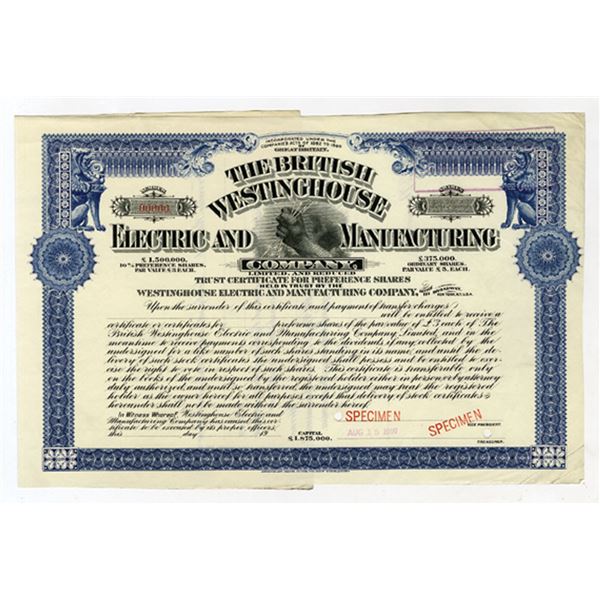 INCORPORATED UNDER THE
COMPANIES ACTS OF 1862 TO 1898
GREAT BRITAIN.
THE BRITISH
WESTINGHOUSE
ELECTRIC AND MANUFACTURING
COMPANY,
LIMITED, AND REDUCED
NUMBER
00000
SHARES
£1,500,000.
PREFERENCE SHARES.
PAR VALUE £3 EACH.
£375,000.
ORDINARY SHARES.
PAR VALUE £5. EACH.
TRUST CERTIFICATE FOR PREFERENCE SHARES
HELD IN TRUST BY THE
WESTINGHOUSE ELECTRIC AND MANUFACTURING COMPANY,
BROADWAY,
NEW YORK, U.S.A.
Upon the surrender of this certificate and payment of transfer charges
will be entitled to receive a
certificate or certificates for preference shares of the par value of £3 each of The
British Westinghouse Electric and Manufacturing Company Limited, and in the
meantime to receive payments corresponding to the dividends, if any, collected by the
undersigned for a like number of such shares standing in its name, and until the de-
livery of such stock certificates the undersigned shall possess and be entitled to exer-
cise the right to vote in respect of such shares. This certificate is transferable only
on the books of the undersigned by the registered holder either in person or by attorney
duly authorized, and until so transferred, the undersigned may treat the registered
holder as the owner hereof for all purposes except that delivery of stock certificates
hereunder shall not be made without the surrender hereof.
In Witness Whereof, Westinghouse Electric and
Manufacturing Company has caused this cer-
tificate to be executed by its proper officers,
this day of 19
CAPITAL
£1,875,000.
SPECIMEN
AUG
SPECIMEN
VICE PRESIDENT
TREASURER.